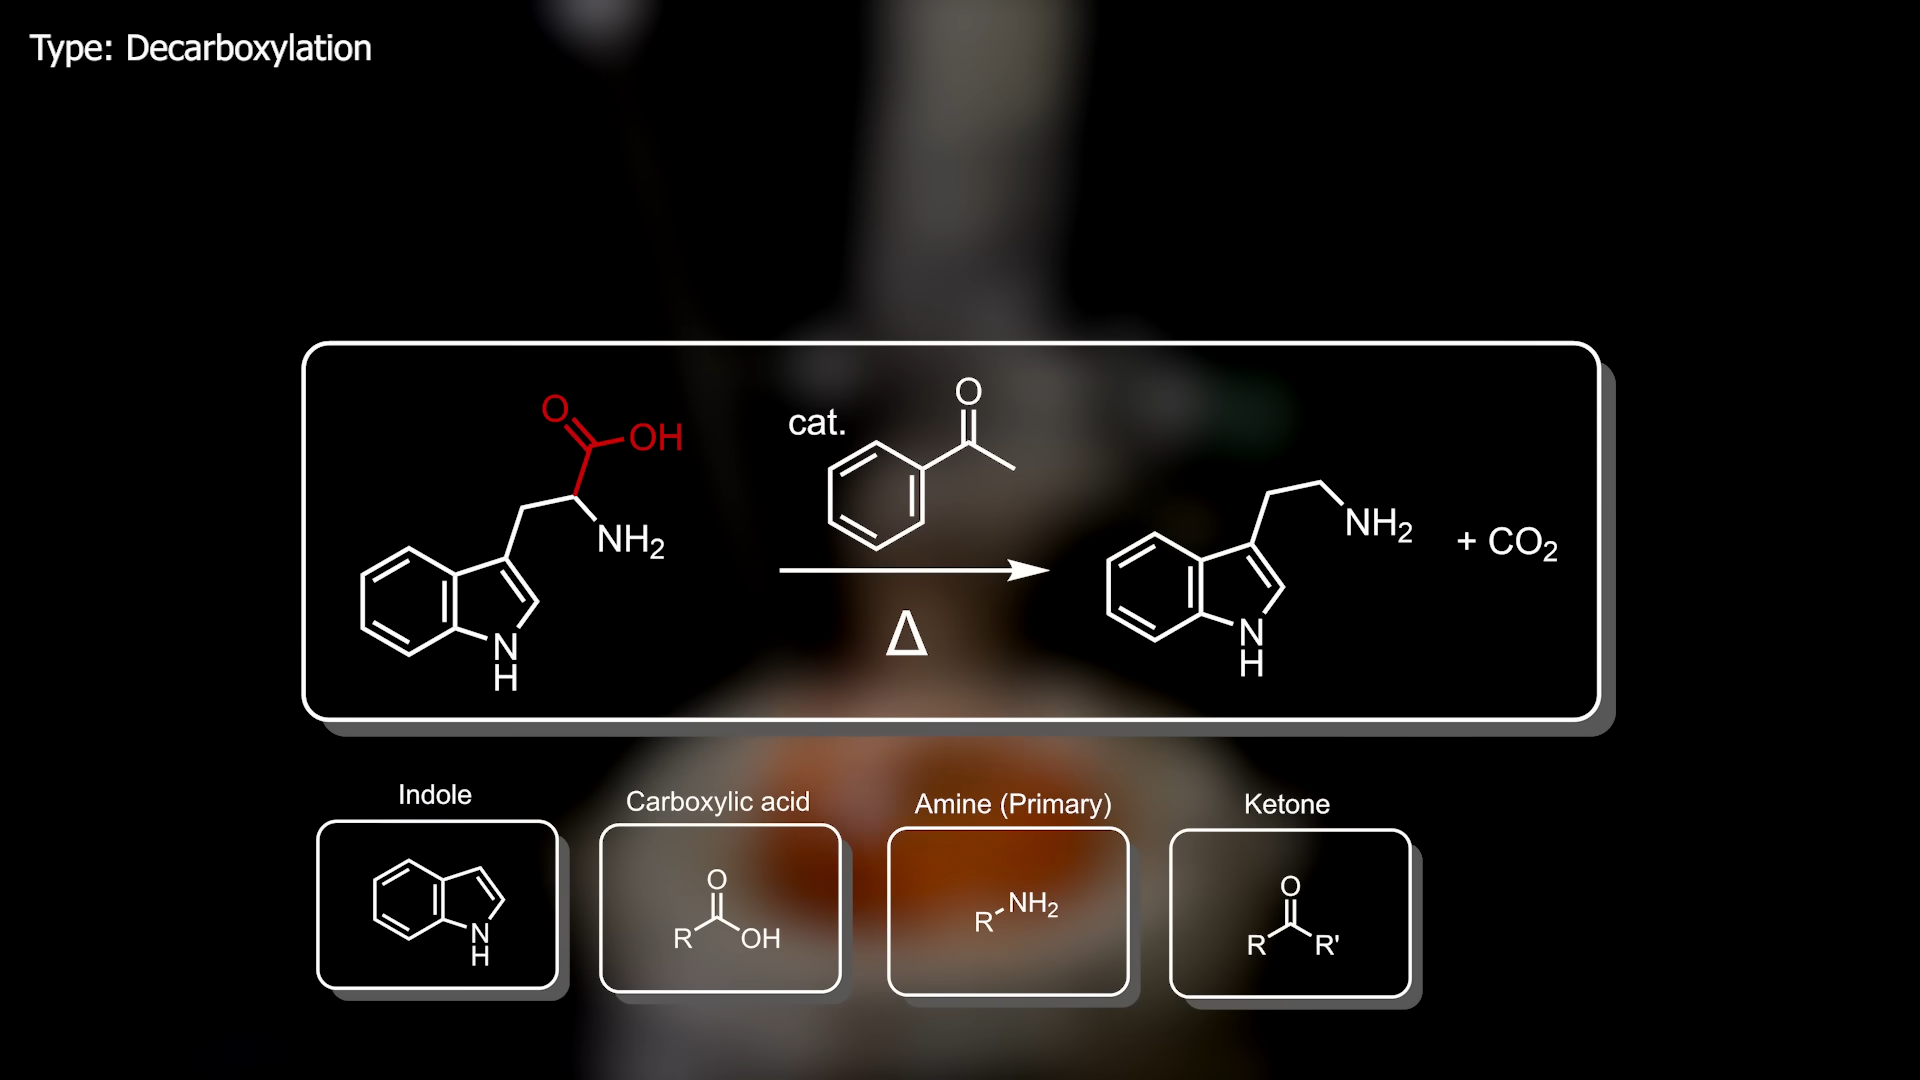 Type: Decarboxylation
O
OH
NH2
N
H
cat.
O
Δ
NH2
N
H
+ CO2
Indole
N
H
Carboxylic acid
O
R
OH
Amine (Primary)
R
NH2
Ketone
O
R
R'